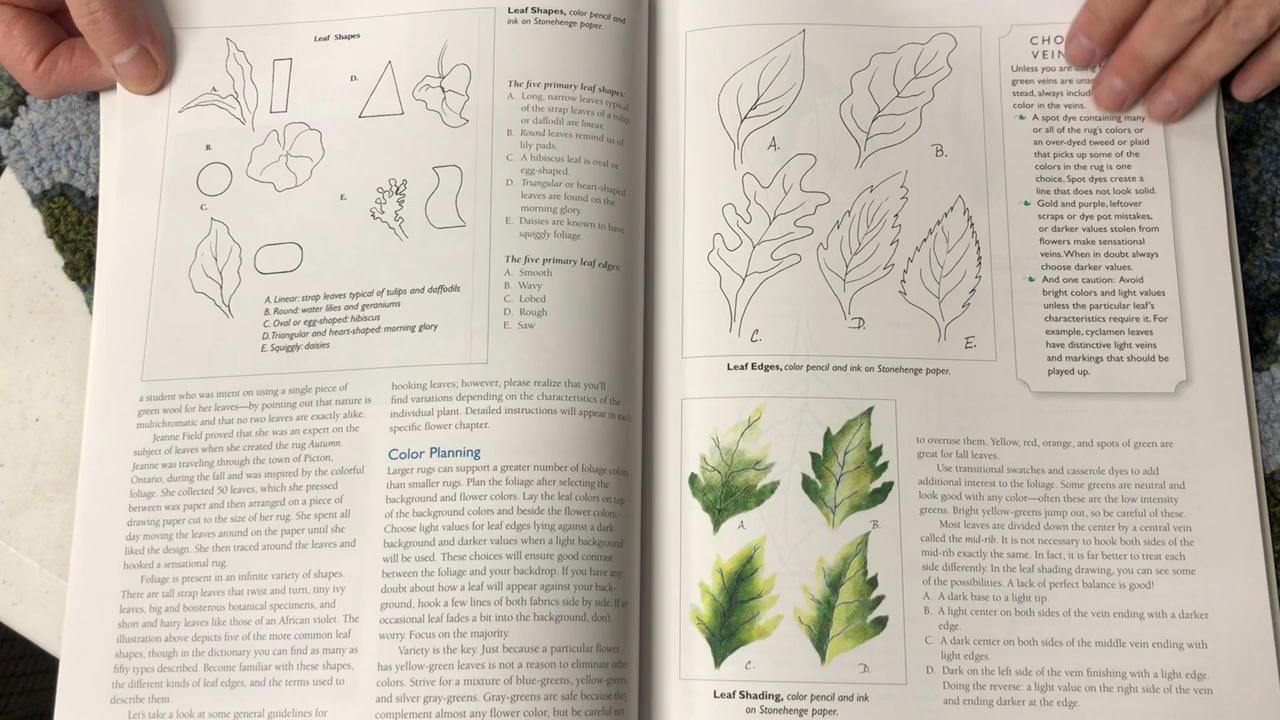 Leaf Shapes
A.
D.
B.
E.
C.
A. Linear: strap leaves typical of tulips and daffodils
B. Round: water lilies and geraniums
C. Oval or egg-shaped: hibiscus
D. Triangular and heart-shaped: morning glory
E. Squiggly: daisies
Leaf Shapes, color pencil and
ink on Stonehenge paper.
The five primary leaf shapes:
A. Long, narrow leaves typical
of the strap leaves of a tulip
or daffodil are linear.
B. Round leaves remind us of
lily pads.
C. A hibiscus leaf is oval or
egg-shaped.
D. Triangular or heart-shaped
leaves are found on the
morning glory.
E. Daisies are known to have
squiggly foliage.
The five primary leaf edges:
A. Smooth
B. Wavy
C. Lobed
D. Rough
E. Saw
a student who was intent on using a single piece of
green wool for her leaves—by pointing out that nature is
multichromatic and that no two leaves are exactly alike.
Jeanne Field proved that she was an expert on the
subject of leaves when she created the rug Autumn.
Jeanne was traveling through the town of Picton,
Ontario, during the fall and was inspired by the colorful
foliage. She collected 50 leaves, which she pressed
between wax paper and then arranged on a piece of
drawing paper cut to the size of her rug. She spent all
day moving the leaves around on the paper until she
liked the design. She then traced around the leaves and
hooked a sensational rug.
Foliage is present in an infinite variety of shapes.
There are tall strap leaves that twist and turn, tiny ivy
leaves, big and boisterous botanical specimens, and
short and hairy leaves like those of an African violet. The
illustration above depicts five of the more common leaf
shapes, though in the dictionary you can find as many as
fifty types described. Become familiar with these shapes,
the different kinds of leaf edges, and the terms used to
describe them.
Let's take a look at some general guidelines for
hooking leaves; however, please realize that you'll
find variations depending on the characteristics of the
individual plant. Detailed instructions will appear in each
specific flower chapter.
Color Planning
Larger rugs can support a greater number of foliage colors
than smaller rugs. Plan the foliage after selecting the
background and flower colors. Lay the leaf colors on top
of the background colors and beside the flower colors.
Choose light values for leaf edges lying against a dark
background and darker values when a light background
will be used. These choices will ensure good contrast
between the foliage and your backdrop. If you have any
doubt about how a leaf will appear against your back-
ground, hook a few lines of both fabrics side by side. If an
occasional leaf fades a bit into the background, don't
worry. Focus on the majority.
Variety is the key. Just because a particular flower
has yellow-green leaves is not a reason to eliminate other
colors. Strive for a mixture of blue-greens, yellow-greens
and silver gray-greens. Gray-greens are safe because they
complement almost any flower color, but be careful not
A.
B.
C.
D.
E.
Leaf Edges, color pencil and ink on Stonehenge paper.
A.
B.
C.
D.
Leaf Shading, color pencil and ink
on Stonehenge paper.
Unless you are
green veins are
stead, always
color in the veins.
A spot dye containing many
or all of the rug's colors or
an over-dyed tweed or plaid
that picks up some of the
colors in the rug is one
choice. Spot dyes create a
line that does not look solid.
Gold and purple, leftover
scraps or dye pot mistakes,
or darker values stolen from
flowers make sensational
veins. When in doubt always
choose darker values.
And one caution: Avoid
bright colors and light values
unless the particular leaf's
characteristics require it. For
example, cyclamen leaves
have distinctive light veins
and markings that should be
played up.
to overuse them. Yellow, red, orange, and spots of green are
great for fall leaves.
Use transitional swatches and casserole dyes to add
additional interest to the foliage. Some greens are neutral and
look good with any color—often these are the low intensity
greens. Bright yellow-greens jump out, so be careful of these.
Most leaves are divided down the center by a central vein
called the mid-rib. It is not necessary to hook both sides of the
mid-rib exactly the same. In fact, it is far better to treat each
side differently. In the leaf shading drawing, you can see some
of the possibilities. A lack of perfect balance is good!
A. A dark base to a light tip.
B. A light center on both sides of the vein ending with a darker
edge.
C. A dark center on both sides of the middle vein ending with
light edges.
D. Dark on the left side of the vein finishing with a light edge.
Doing the reverse: a light value on the right side of the vein
and ending darker at the edge.